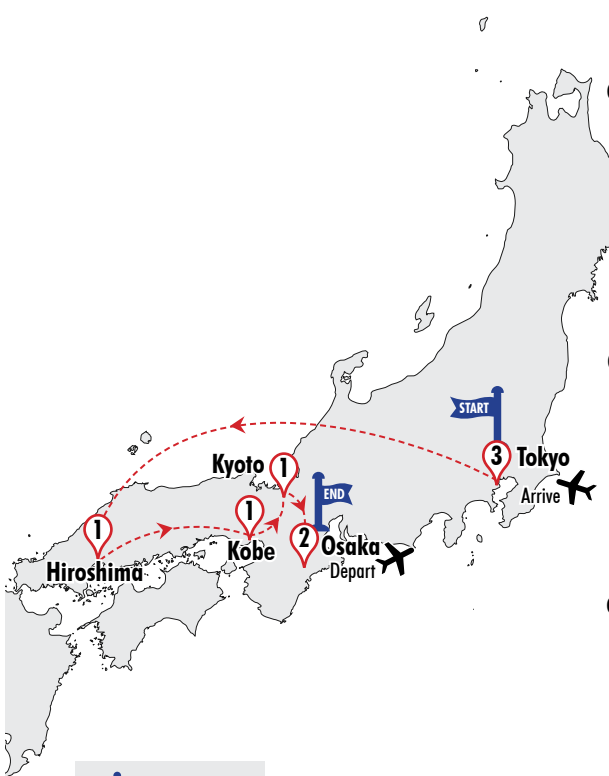 START
3
Tokyo
Arrive
Kyoto
1
END
1
1
Kobe
2
Osaka
Depart
Hiroshima